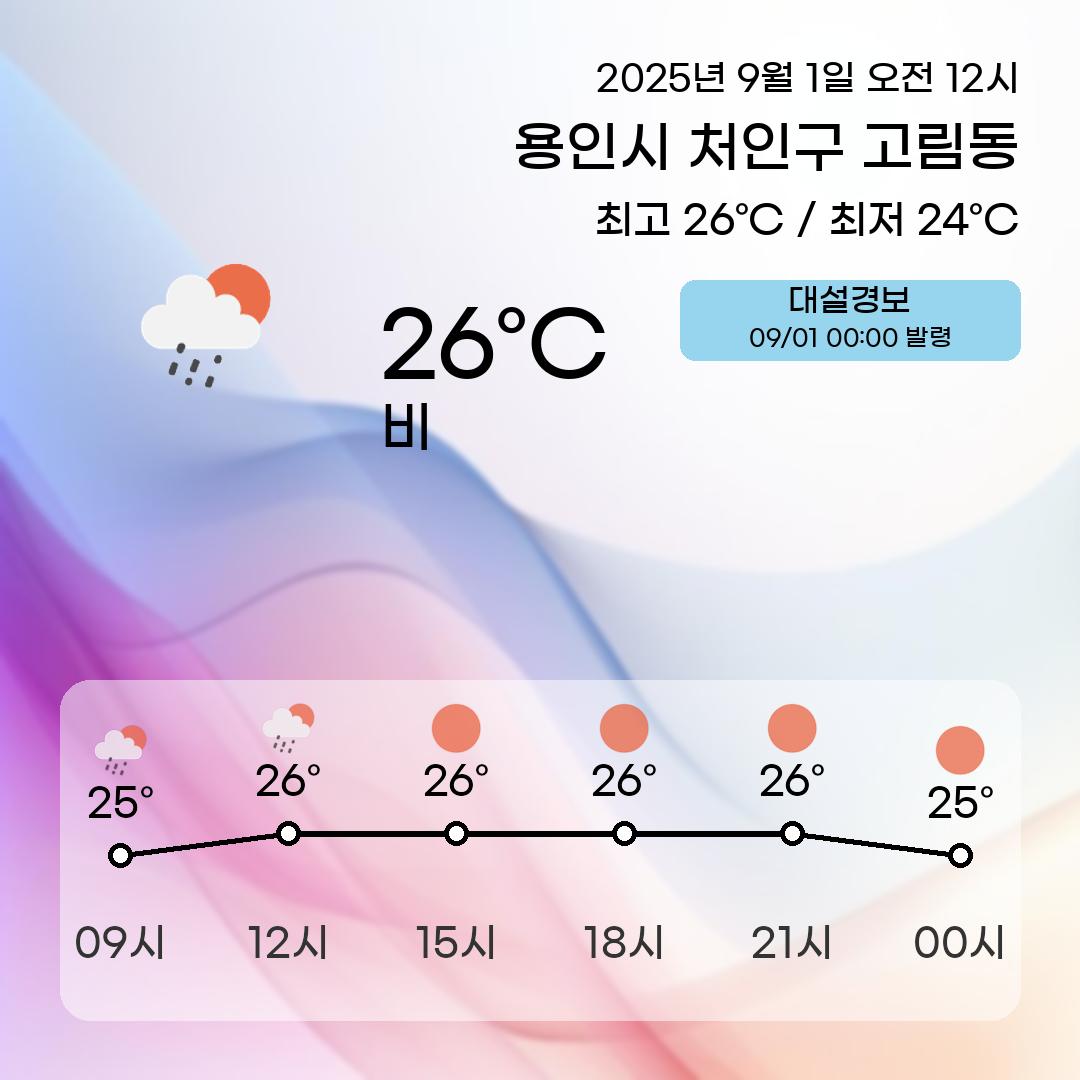 2025년 9월 1일 오전 12시
용인시 처인구 고림동
최고 26°C / 최저 24°C
대설경보
09/01 00:00 발령
26°C
비
25° 26° 26° 26° 26° 25°
09시 12시 15시 18시 21시 00시